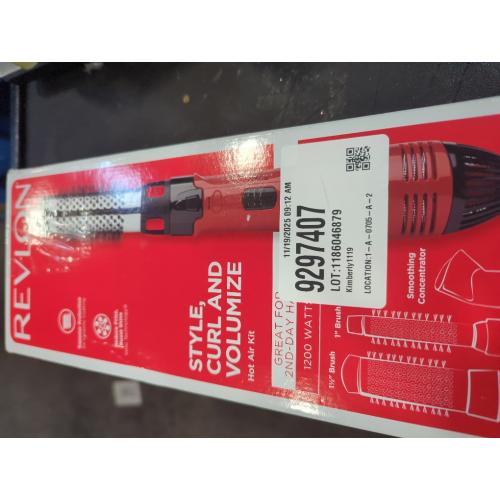 REVLON
STYLE,
CURL AND
VOLUMIZE
Hot Air Kit
GREAT FOR
2ND-DAY HA
1200 WATTS
1" Brush
1½" Brush
Smoothing
Concentrator
11/19/2025 09:12 AM
9297407
LOT:1186046879
Kimberly1119
LOCATION:1-A-0705-A-2